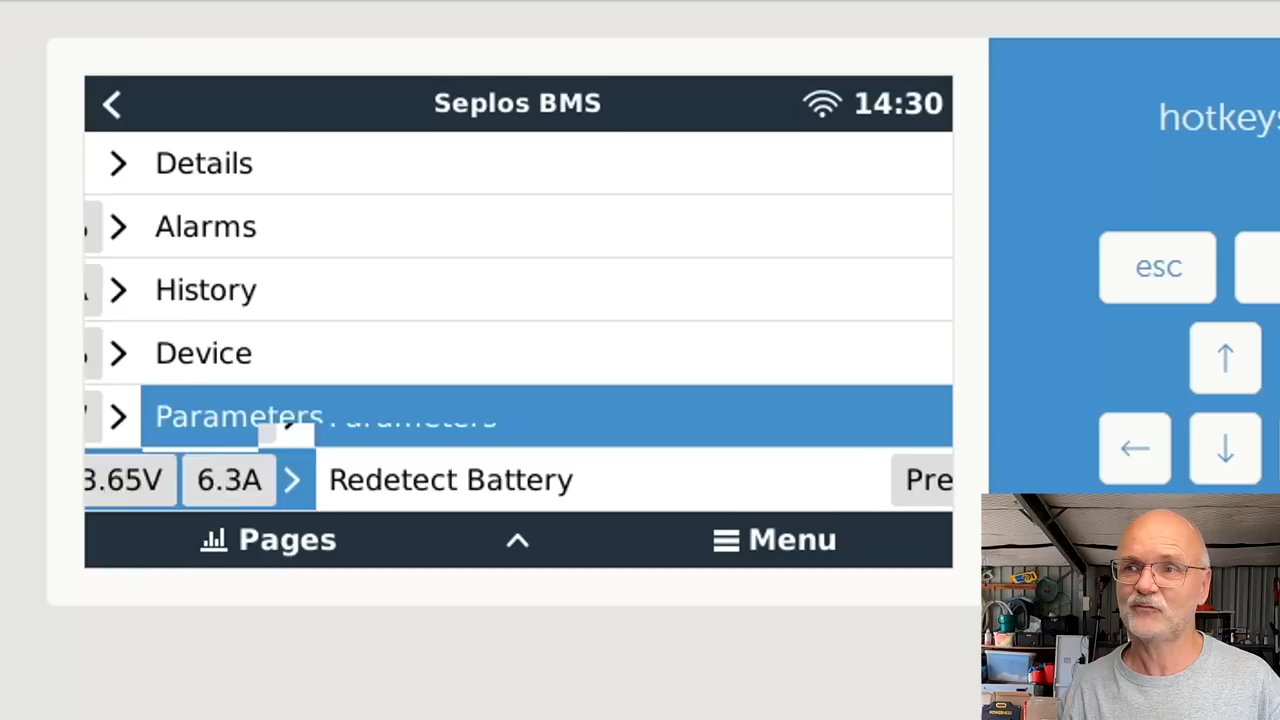 Seplos BMS 14:30
Details
Alarms
History
Device
Parameters Parameters
3.65V 6.3A Redetect Battery Pre
Pages Menu
hotkeys
esc